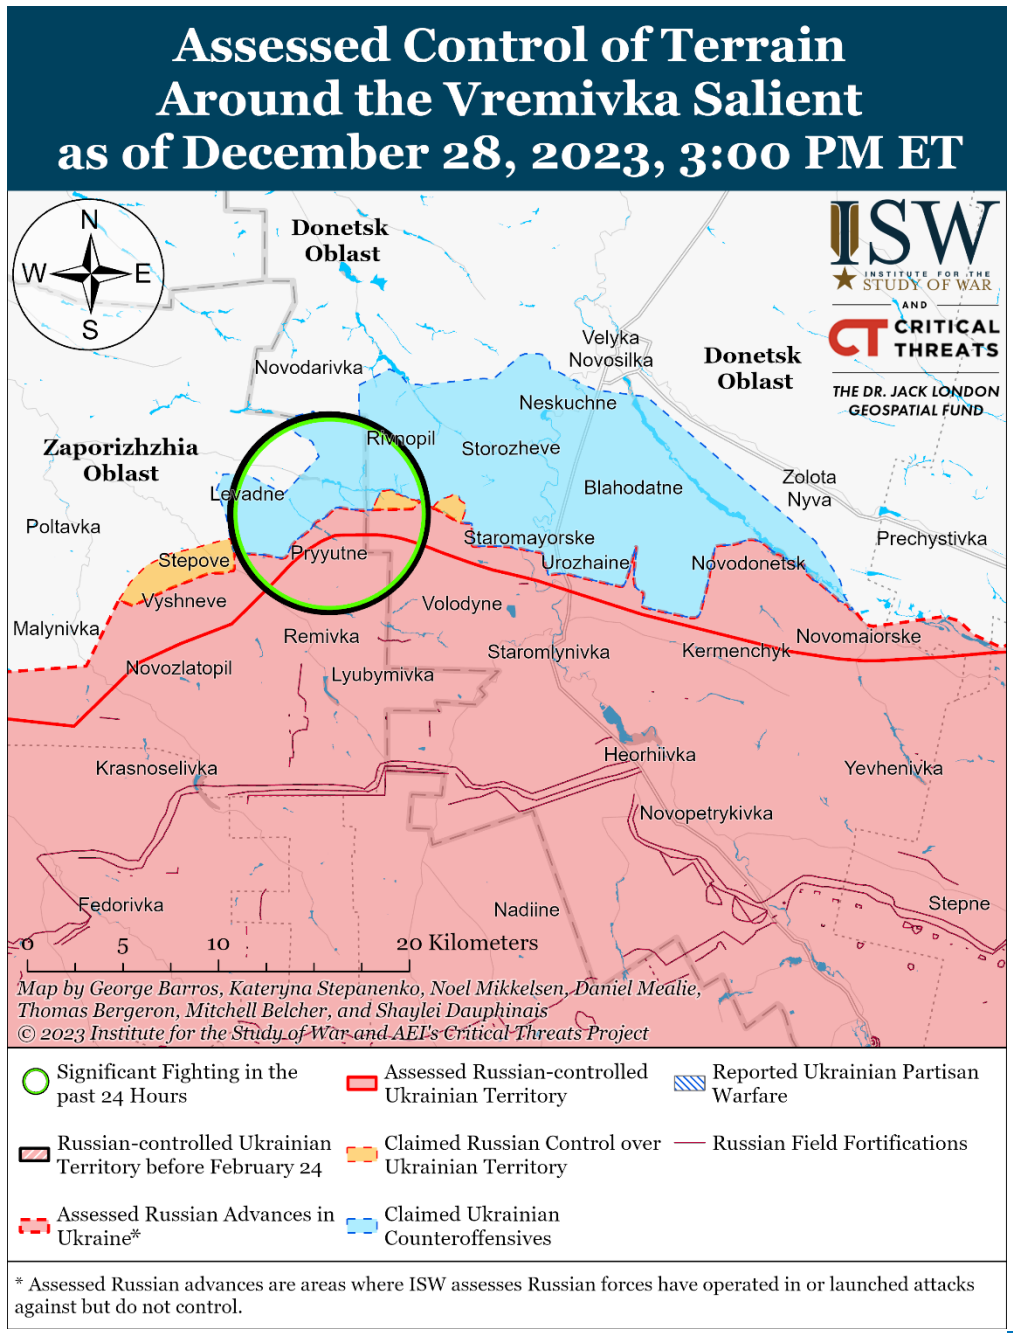 Assessed Control of Terrain
Around the Vremivka Salient
as of December 28, 2023, 3:00 PM ET
N
W E
S
Donetsk
Oblast
ISW
INSTITUTE FOR THE
STUDY OF WAR
AND
CT CRITICAL
THREATS
THE DR. JACK LONDON
GEOSPATIAL FUND
Velyka
Novosilka
Donetsk
Oblast
Novodarivka
Neskuchne
Zaporizhzhia
Oblast
Rivnopil
Storozheve
Zolota
Nyva
Levadne
Blahodatne
Poltavka
Staromayorske
Prechystivka
Stepove
Pryyutne
Urozhaine
Novodonetsk
Vyshneve
Volodyne
Malynivka
Remivka
Novomaiorske
Staromlynivka
Kermenchyk
Novozlatopil
Lyubymivka
Heorhiivka
Krasnoselivka
Yevhenivka
Novopetrykivka
Fedorivka
Nadiine
Stepne
0 5 10 20 Kilometers
Map by George Barros, Kateryna Stepanenko, Noel Mikkelsen, Daniel Mealie,
Thomas Bergeron, Mitchell Belcher, and Shaylei Dauphinais
© 2023 Institute for the Study of War and AEI's Critical Threats Project
Significant Fighting in the
past 24 Hours
Assessed Russian-controlled
Ukrainian Territory
Reported Ukrainian Partisan
Warfare
Russian-controlled Ukrainian
Territory before February 24
Claimed Russian Control over
Ukrainian Territory
Russian Field Fortifications
Assessed Russian Advances in
Ukraine*
Claimed Ukrainian
Counteroffensives
* Assessed Russian advances are areas where ISW assesses Russian forces have operated in or launched attacks
against but do not control.